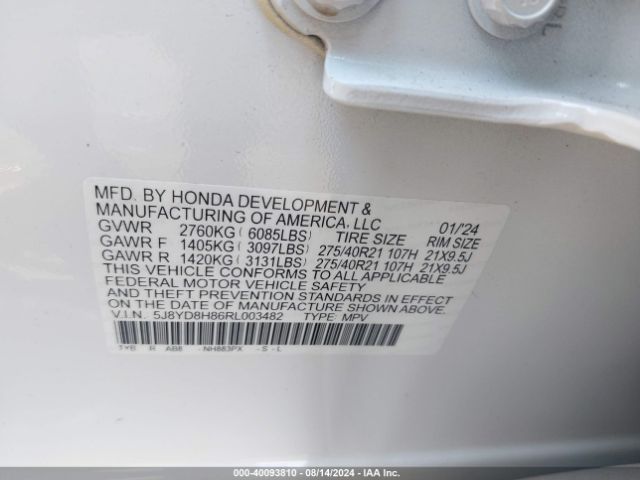 MFD. BY HONDA DEVELOPMENT &
MANUFACTURING OF AMERICA, LLC 01/24
GVWR 2760KG ( 6085LBS) TIRE SIZE RIM SIZE
GAWR F 1405KG ( 3097LBS) 275/40R21 107H 21X9.5J
GAWR R 1420KG ( 3131LBS) 275/40R21 107H 21X9.5J
THIS VEHICLE CONFORMS TO ALL APPLICABLE
FEDERAL MOTOR VEHICLE SAFETY
AND THEFT PREVENTION STANDARDS IN EFFECT
ON THE DATE OF MANUFACTURE SHOWN ABOVE.
V.I.N. 5J8YD8H86RL003482 TYPE: MPV
TYB R AB8 -NH883PX -S -L
000-40093810 - 08/14/2024 - IAA Inc.